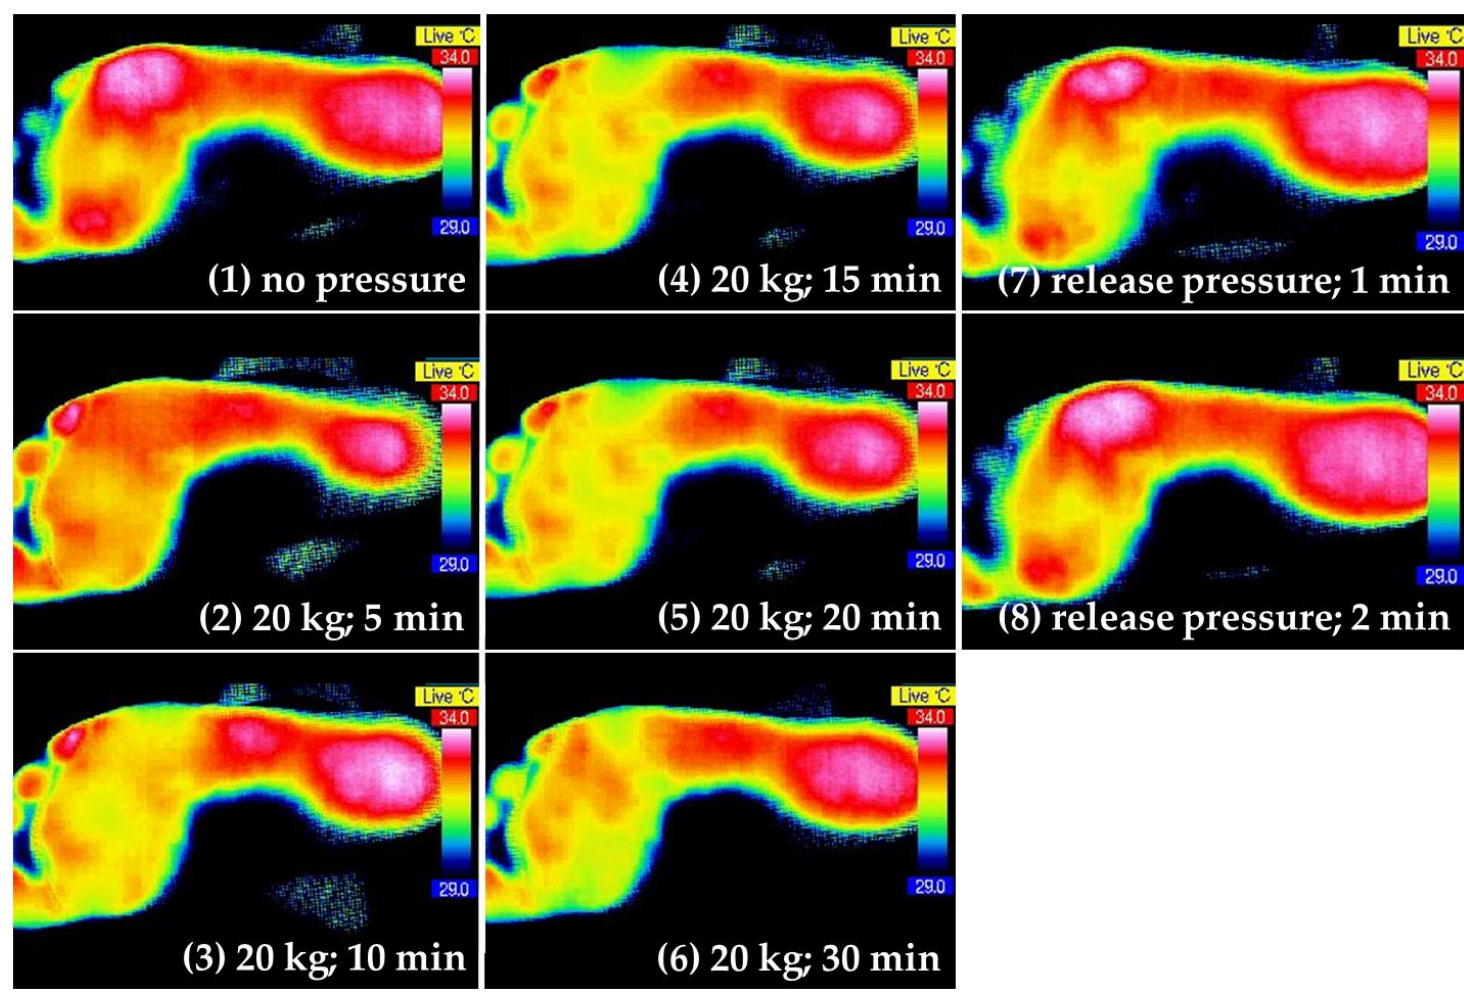 Live °C
34.0
29.0
(1) no pressure
Live °C
34.0
29.0
(4) 20 kg; 15 min
Live °C
34.0
29.0
(7) release pressure; 1 min
Live °C
34.0
29.0
(2) 20 kg; 5 min
Live °C
34.0
29.0
(5) 20 kg; 20 min
Live °C
34.0
29.0
(8) release pressure; 2 min
Live °C
34.0
29.0
(3) 20 kg; 10 min
Live °C
34.0
29.0
(6) 20 kg; 30 min